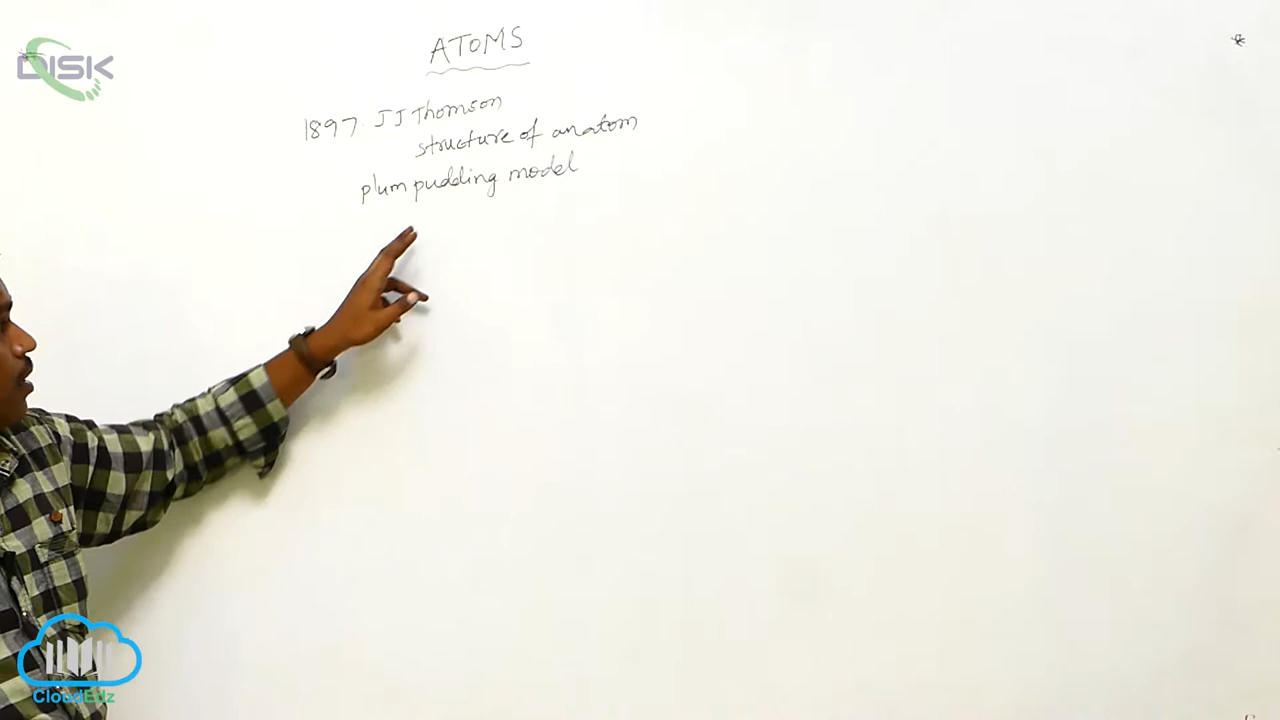 DISK
ATOMS
1897 JJ Thomson
structure of an atom
plum pudding model
CloudEdz